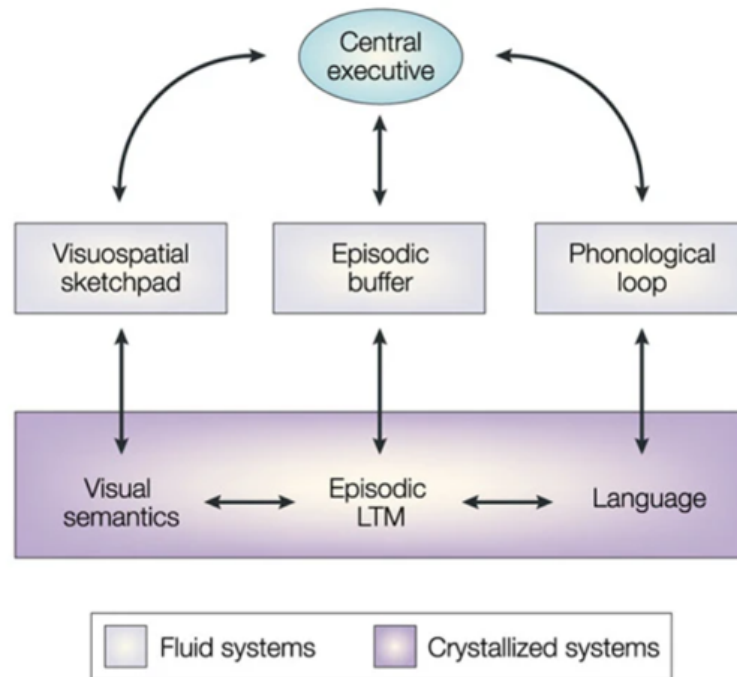 Central
executive
Visuospatial
sketchpad
Episodic
buffer
Phonological
loop
Visual
semantics
Episodic
LTM
Language
Fluid systems
Crystallized systems